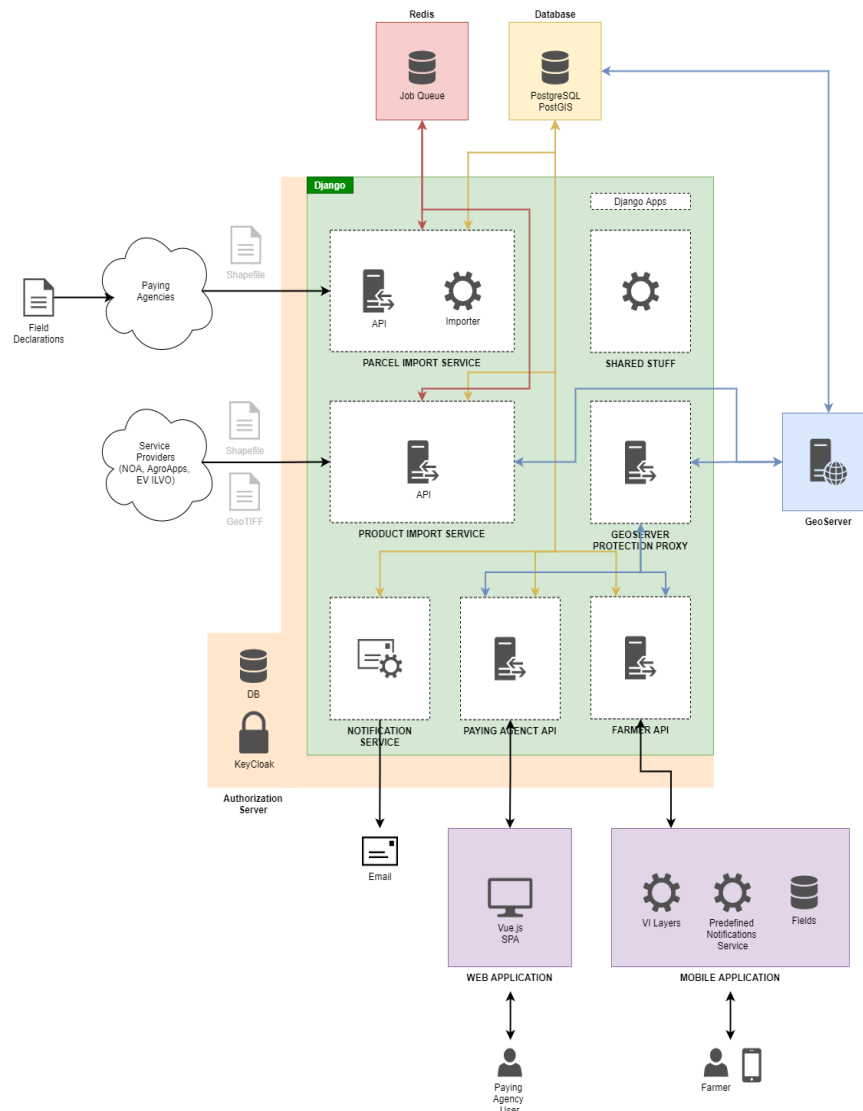 Redis
Database
Job Queue
PostgreSQL
PostGIS
Django
Django Apps
Shapefile
Paying
Agencies
Field
Declarations
API
Importer
PARCEL IMPORT SERVICE
SHARED STUFF
Shapefile
Service
Providers
(NOA, AgroApps,
EV ILVO)
GeoTIFF
API
PRODUCT IMPORT SERVICE
GEOSERVER
PROTECTION PROXY
GeoServer
DB
KeyCloak
Authorization
Server
NOTIFICATION
SERVICE
PAYING AGENCT API
FARMER API
Email
Vue.js
SPA
VI Layers
Predefined
Notifications
Service
Fields
WEB APPLICATION
MOBILE APPLICATION
Paying
Agency
User
Farmer